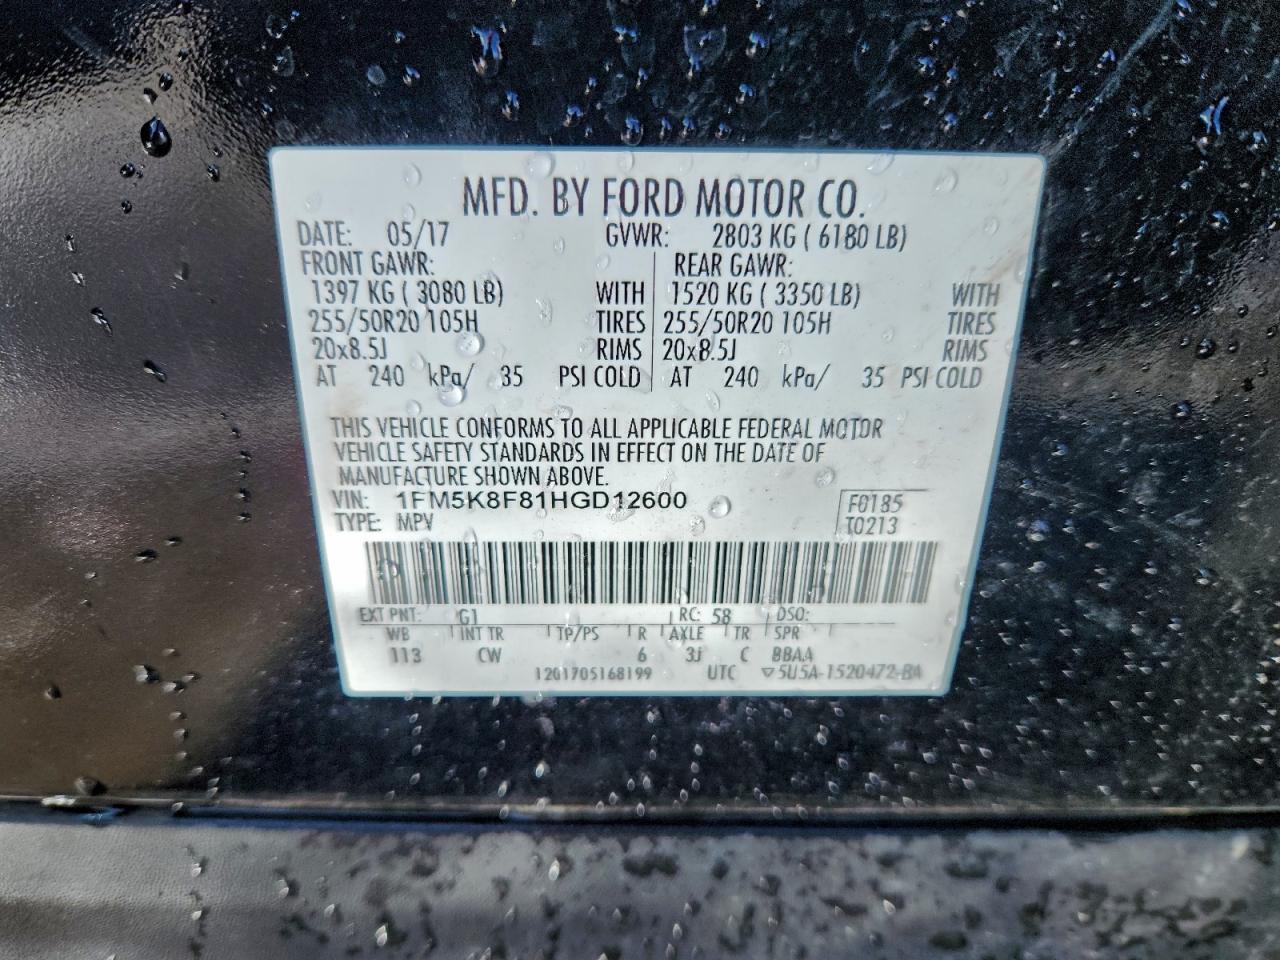 MFD. BY FORD MOTOR CO.
DATE: 05/17 GVWR: 2803 KG ( 6180 LB)
FRONT GAWR: REAR GAWR:
1397 KG ( 3080 LB) WITH 1520 KG ( 3350 LB) WITH
255/50R20 105H TIRES 255/50R20 105H TIRES
20x8.5J RIMS 20x8.5J RIMS
AT 240 kPa/ 35 PSI COLD AT 240 kPa/ 35 PSI COLD
THIS VEHICLE CONFORMS TO ALL APPLICABLE FEDERAL MOTOR
VEHICLE SAFETY STANDARDS IN EFFECT ON THE DATE OF
MANUFACTURE SHOWN ABOVE.
VIN: 1FM5K8F81HGD12600 F0185
TYPE: MPV T0213
EXT PNT: G1 RC: 58 DSO:
WB INT TR TP/PS R AXLE TR SPR
113 CW 6 3J C BBAA
1201705168199 UTC ▽5U5A-1520472-BA